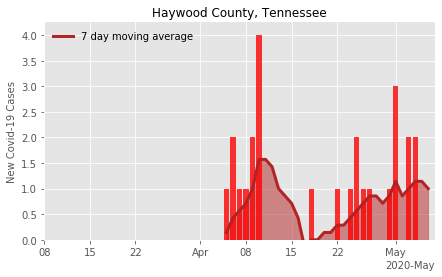 Haywood County, Tennessee
7 day moving average
New Covid-19 Cases
4.0
3.5
3.0
2.5
2.0
1.5
1.0
0.5
0.0
08 15 22 Apr 08 15 22 May
2020-May